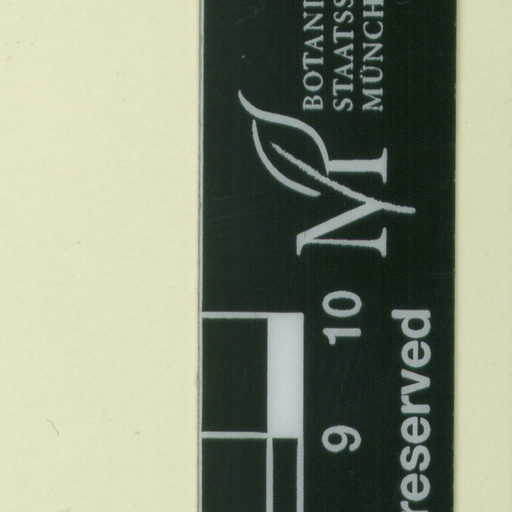 BOTANI
STAATSS
MÜNCH
M
9 10
reserved